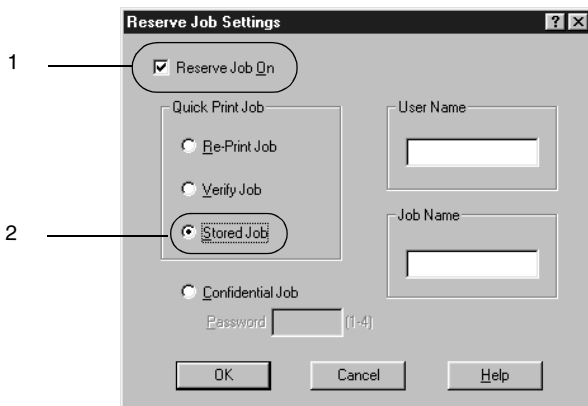 Reserve Job Settings
? ×
1
Reserve Job On
Quick Print Job
User Name
Re-Print Job
Verify Job
2
Stored Job
Job Name
Confidential Job
Password (1-4)
OK Cancel Help